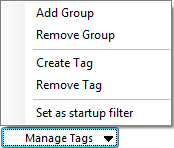 Add Group
Remove Group
Create Tag
Remove Tag
Set as startup filter
Manage Tags